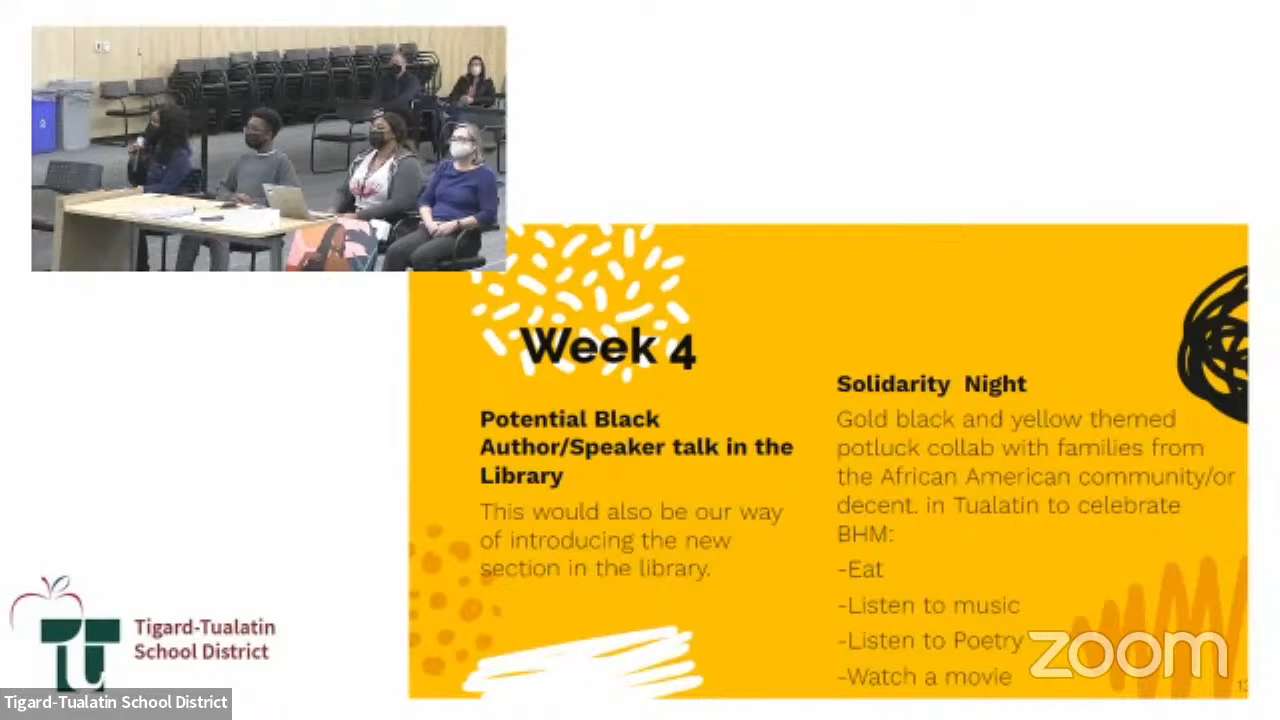 Week 4
Potential Black
Author/Speaker talk in the
Library
This would also be our way
of introducing the new
section in the library.
Solidarity Night
Gold black and yellow themed
potluck collab with families from
the African American community/or
decent. in Tualatin to celebrate
BHM:
-Eat
-Listen to music
-Listen to Poetry
-Watch a movie
zoom
Tigard-Tualatin
School District
Tigard-Tualatin School District